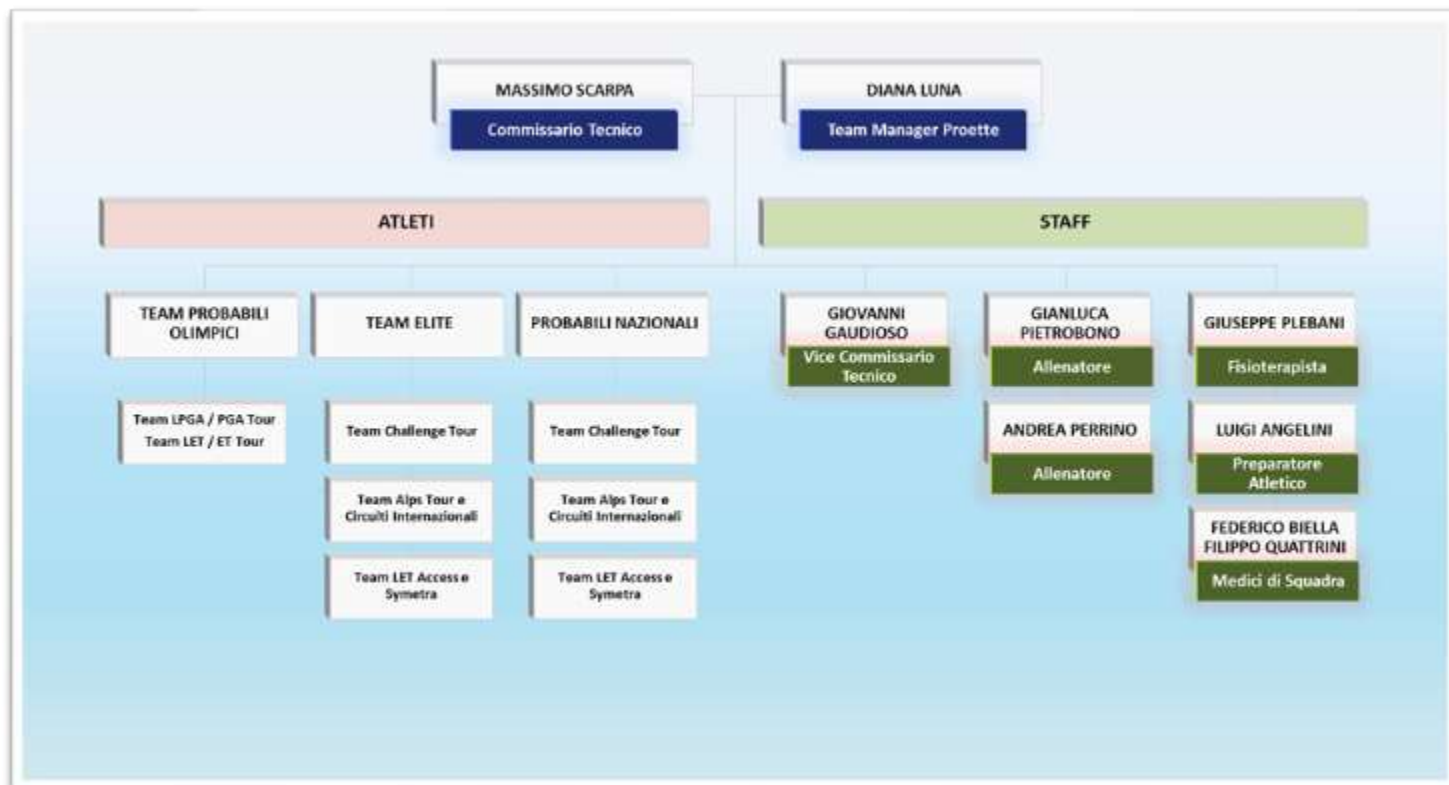 MASSIMO SCARPA
Commissario Tecnico
DIANA LUNA
Team Manager Proette
ATLETI
STAFF
TEAM PROBABILI
OLIMPICI
Team LPGA / PGA Tour
Team LET / ET Tour
TEAM ELITE
Team Challenge Tour
Team Alps Tour e
Circuiti Internazionali
Team LET Access e
Symetra
PROBABILI NAZIONALI
Team Challenge Tour
Team Alps Tour e
Circuiti Internazionali
Team LET Access e
Symetra
GIOVANNI
GAUDIOSO
Vice Commissario
Tecnico
GIANLUCA
PIETROBONO
Allenatore
ANDREA PERRINO
Allenatore
GIUSEPPE PLEBANI
Fisioterapista
LUIGI ANGELINI
Preparatore
Atletico
FEDERICO BIELLA
FILIPPO QUATTRINI
Medici di Squadra